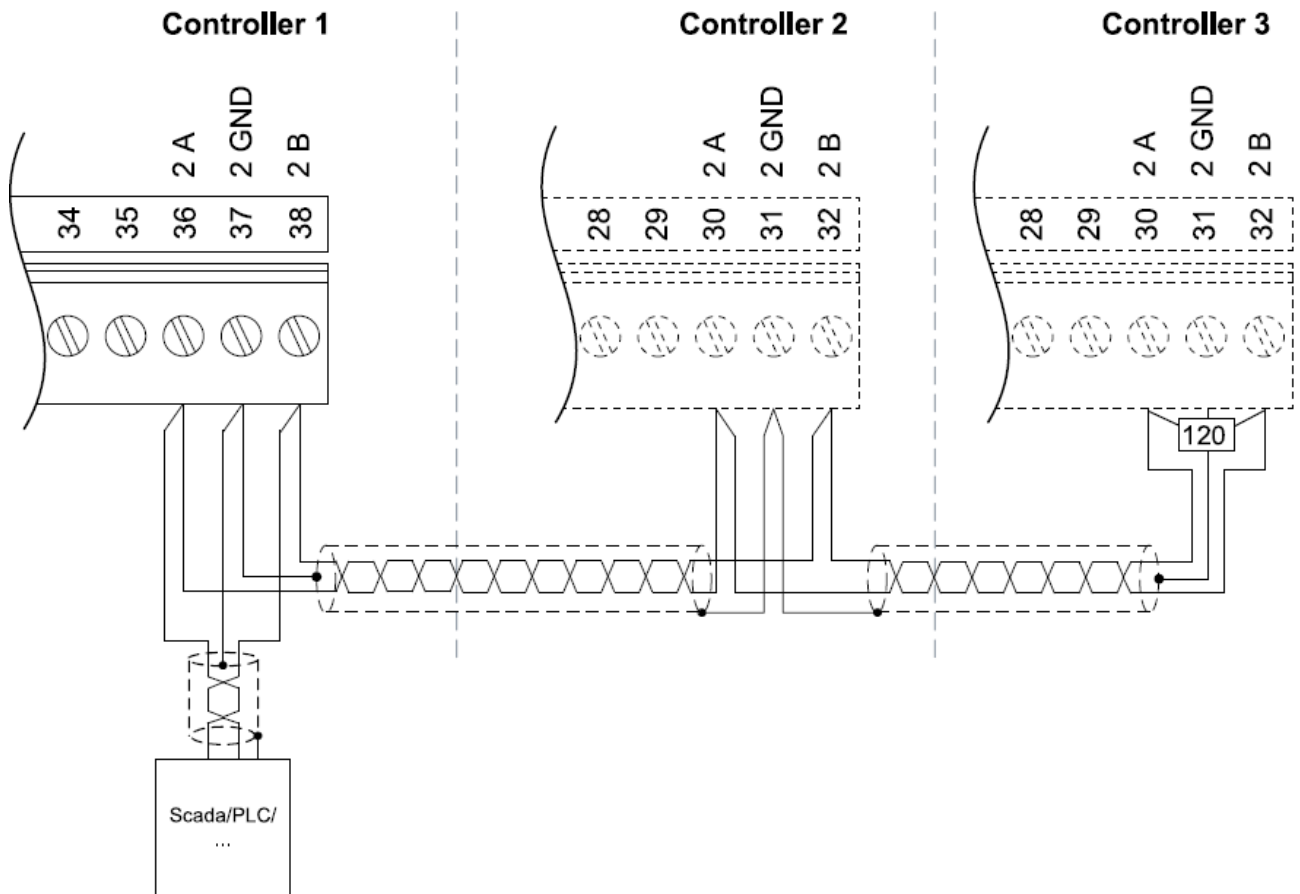 Controller 1
Controller 2
Controller 3
2 A
2 GND
2 B
2 A
2 GND
2 B
2 A
2 GND
2 B
34
35
36
37
38
28
29
30
31
32
28
29
30
31
32
120
Scada/PLC/
...